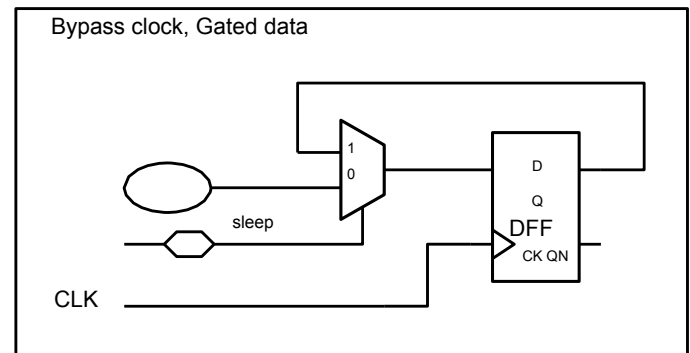 Bypass clock, Gated data
1
0
D
Q
sleep
DFF
CK QN
CLK